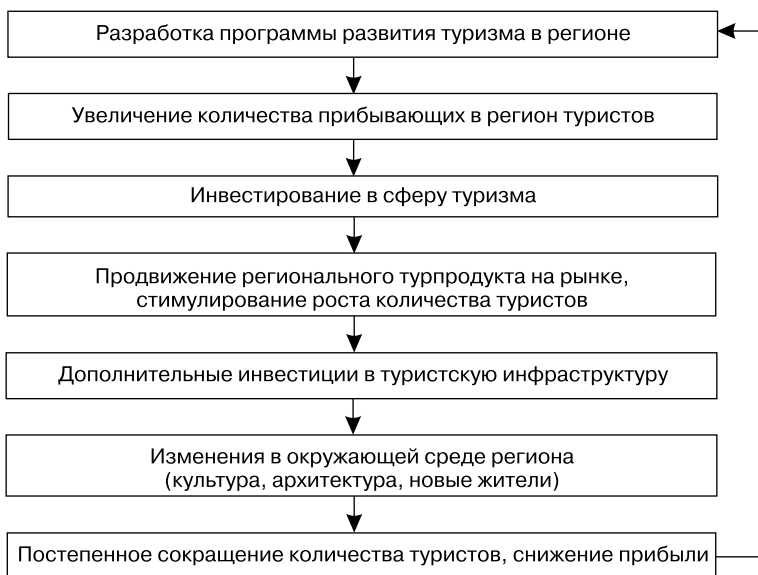 Разработка программы развития туризма в регионе
Увеличение количества прибывающих в регион туристов
Инвестирование в сферу туризма
Продвижение регионального турпродукта на рынке,
стимулирование роста количества туристов
Дополнительные инвестиции в туристскую инфраструктуру
Изменения в окружающей среде региона
(культура, архитектура, новые жители)
Постепенное сокращение количества туристов, снижение прибыли